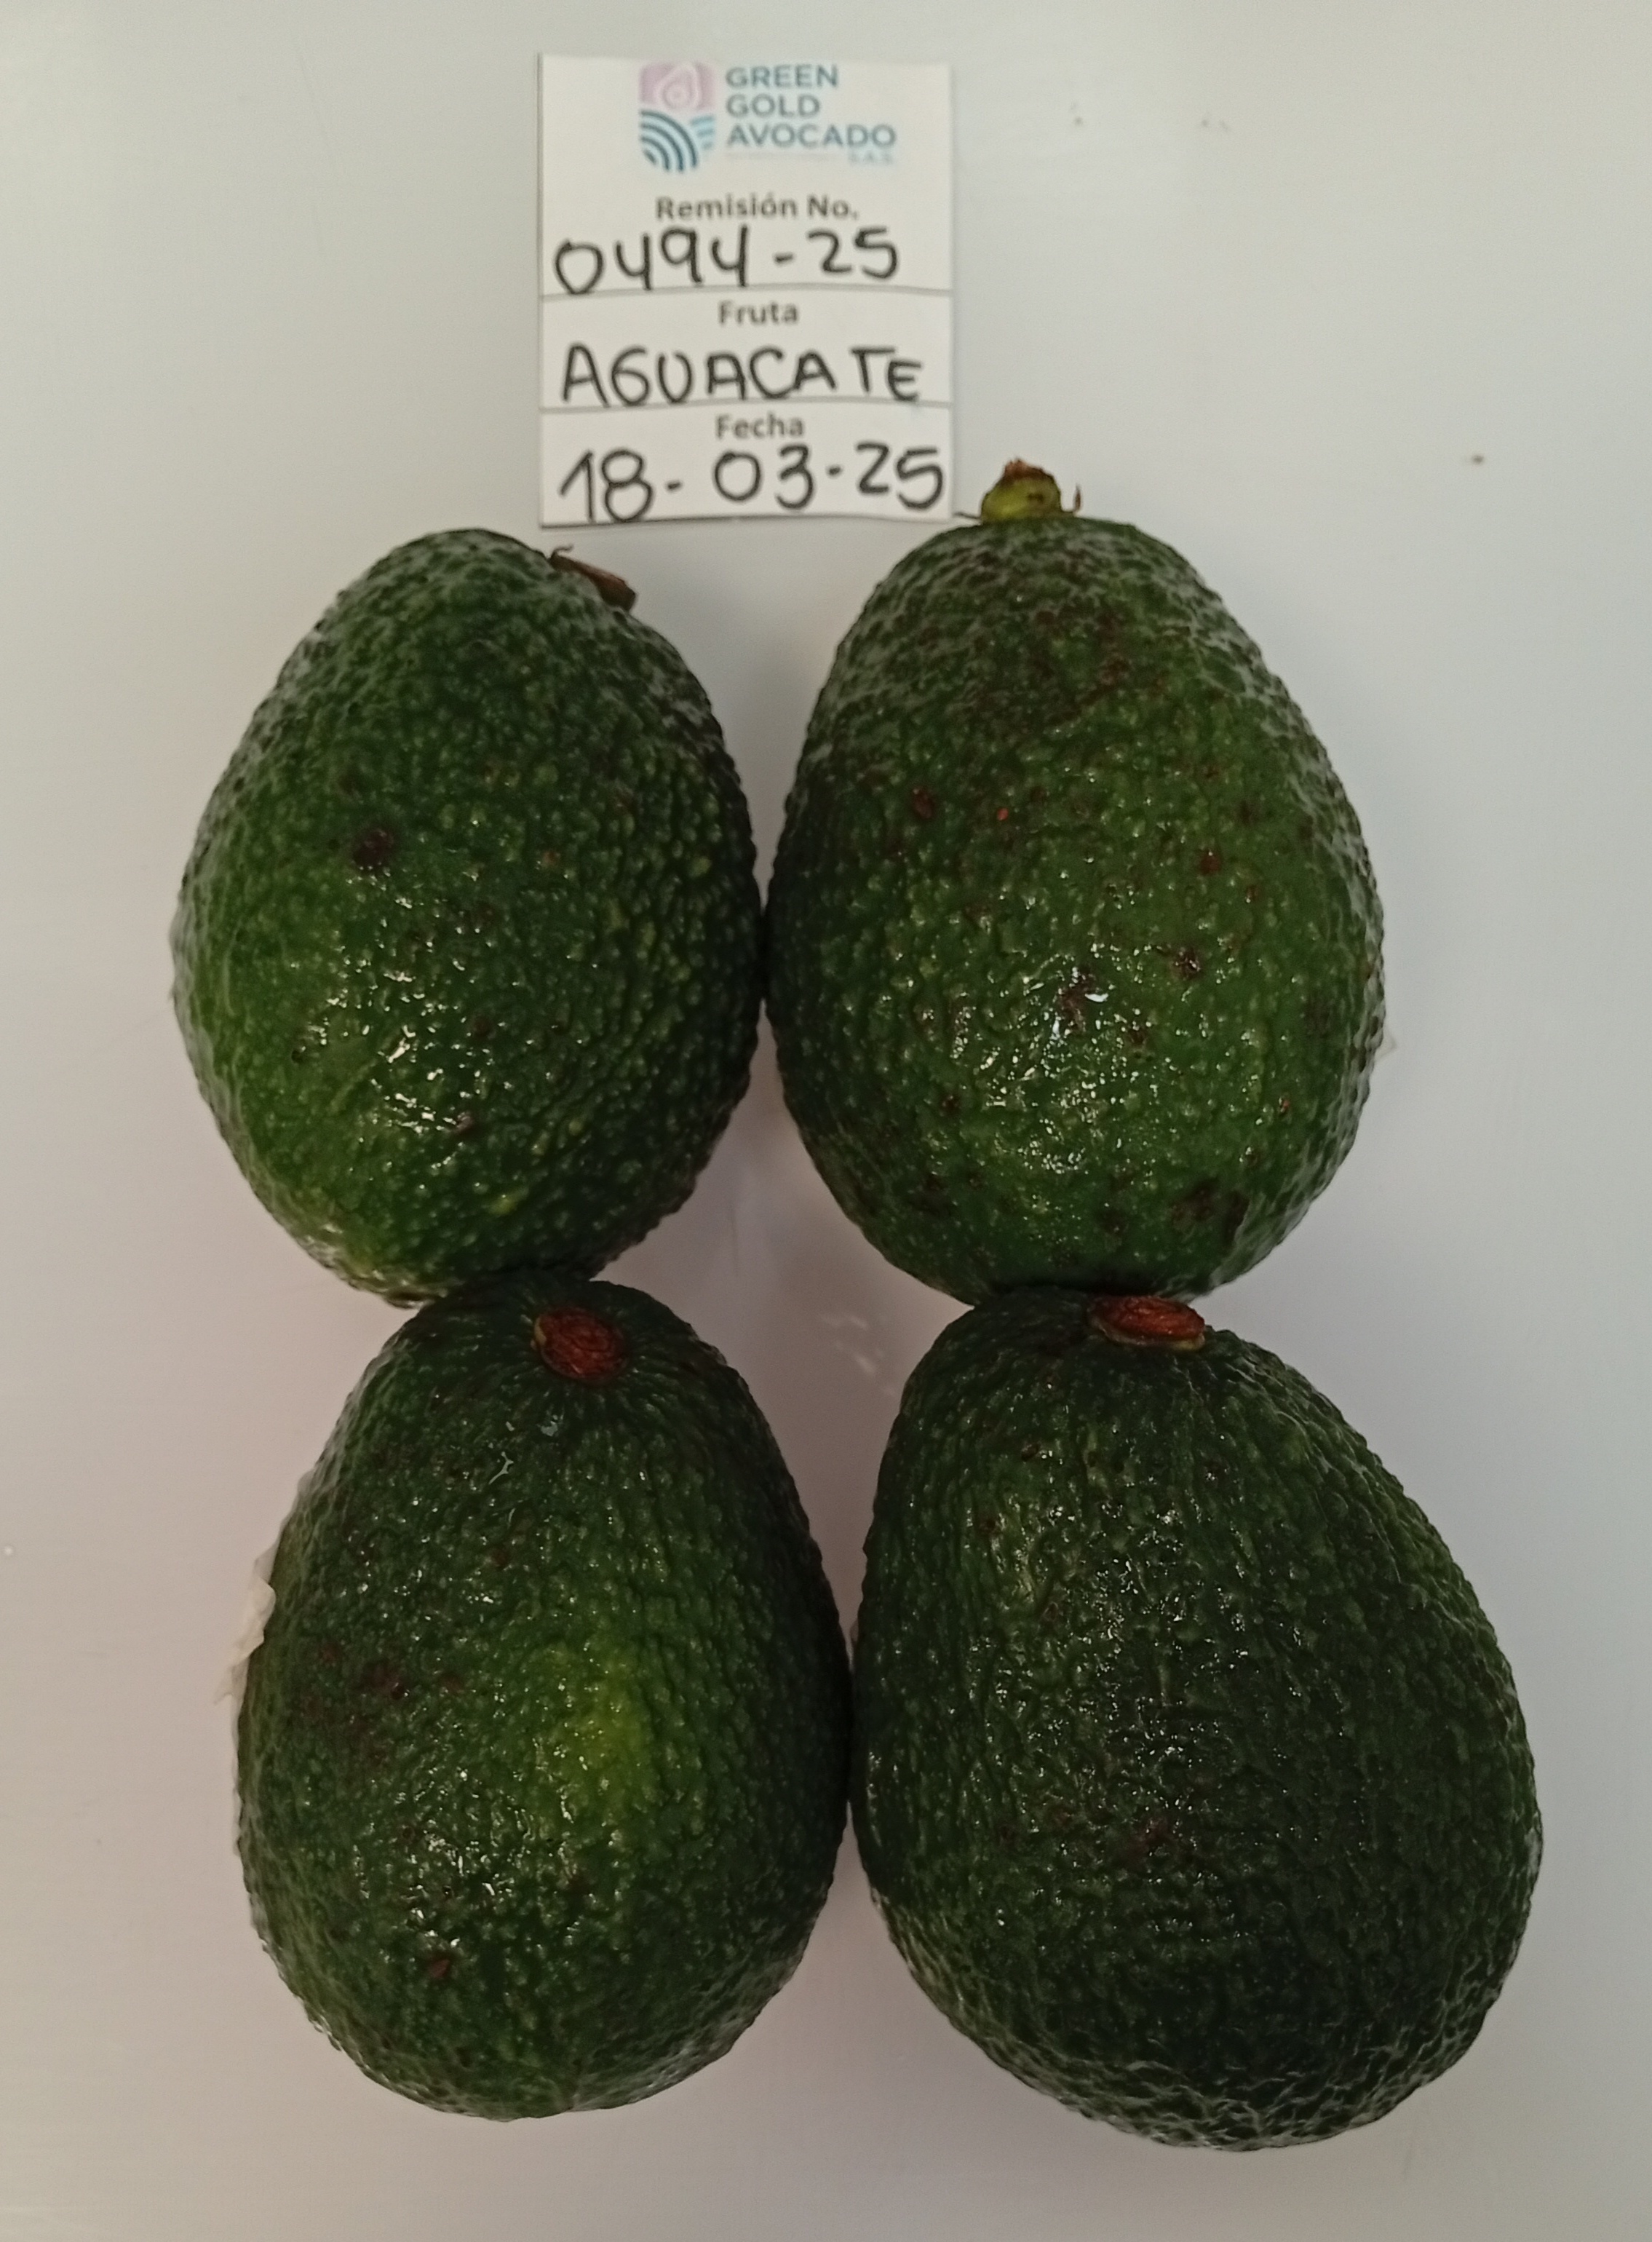 GREEN
GOLD
AVOCADO
S.A.S.
Remisión No.
0494-25
Fruta
AGUACATE
Fecha
18-03-25